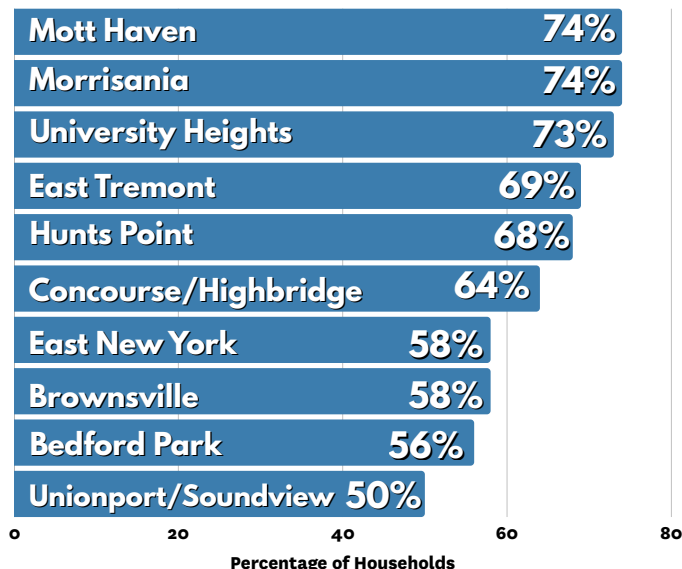 Mott Haven 74%
Morrisania 74%
University Heights 73%
East Tremont 69%
Hunts Point 68%
Concourse/Highbridge 64%
East New York 58%
Brownsville 58%
Bedford Park 56%
Unionport/Soundview 50%
0 20 40 60 80
Percentage of Households